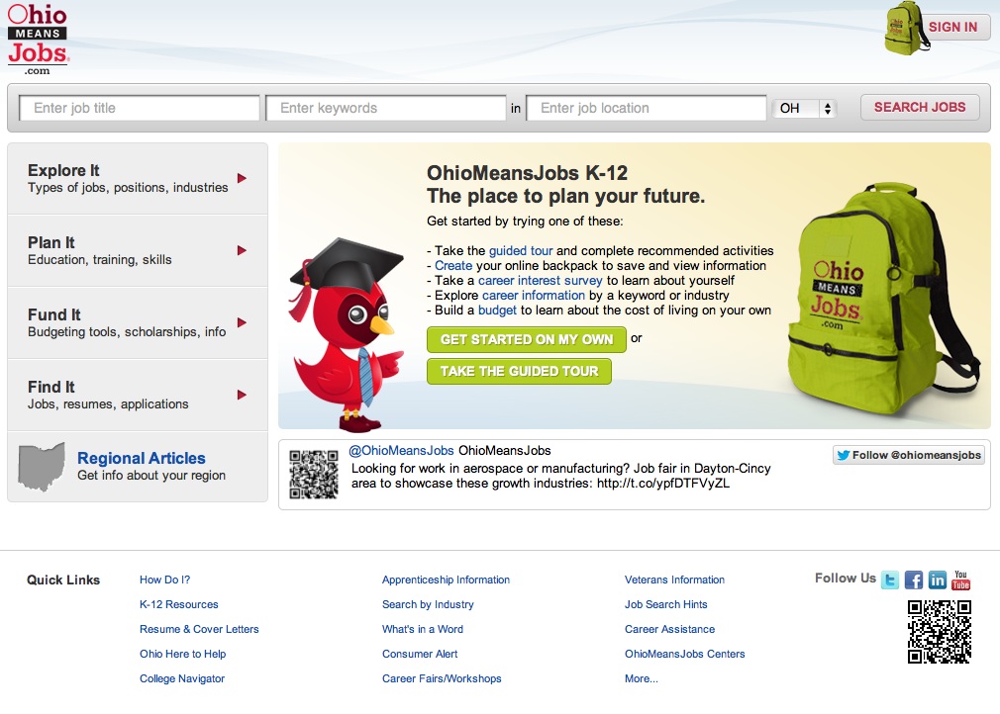 Ohio
MEANS
Jobs.
.com
Ohio
MEANS
Jobs
SIGN IN
Enter job title
Enter keywords
in
Enter job location
OH
SEARCH JOBS
Explore It
Types of jobs, positions, industries
Plan It
Education, training, skills
Fund It
Budgeting tools, scholarships, info
Find It
Jobs, resumes, applications
Regional Articles
Get info about your region
OhioMeansJobs K-12
The place to plan your future.
Get started by trying one of these:
- Take the guided tour and complete recommended activities
- Create your online backpack to save and view information
- Take a career interest survey to learn about yourself
- Explore career information by a keyword or industry
- Build a budget to learn about the cost of living on your own
GET STARTED ON MY OWN or
TAKE THE GUIDED TOUR
Ohio
MEANS
Jobs.
.com
@OhioMeansJobs OhioMeansJobs
Looking for work in aerospace or manufacturing? Job fair in Dayton-Cincy
area to showcase these growth industries: http://t.co/ypfDTFVyZL
Follow @ohiomeansjobs
Quick Links
How Do I?
K-12 Resources
Resume & Cover Letters
Ohio Here to Help
College Navigator
Apprenticeship Information
Search by Industry
What's in a Word
Consumer Alert
Career Fairs/Workshops
Veterans Information
Job Search Hints
Career Assistance
OhioMeansJobs Centers
More...
Follow Us
You
Tube